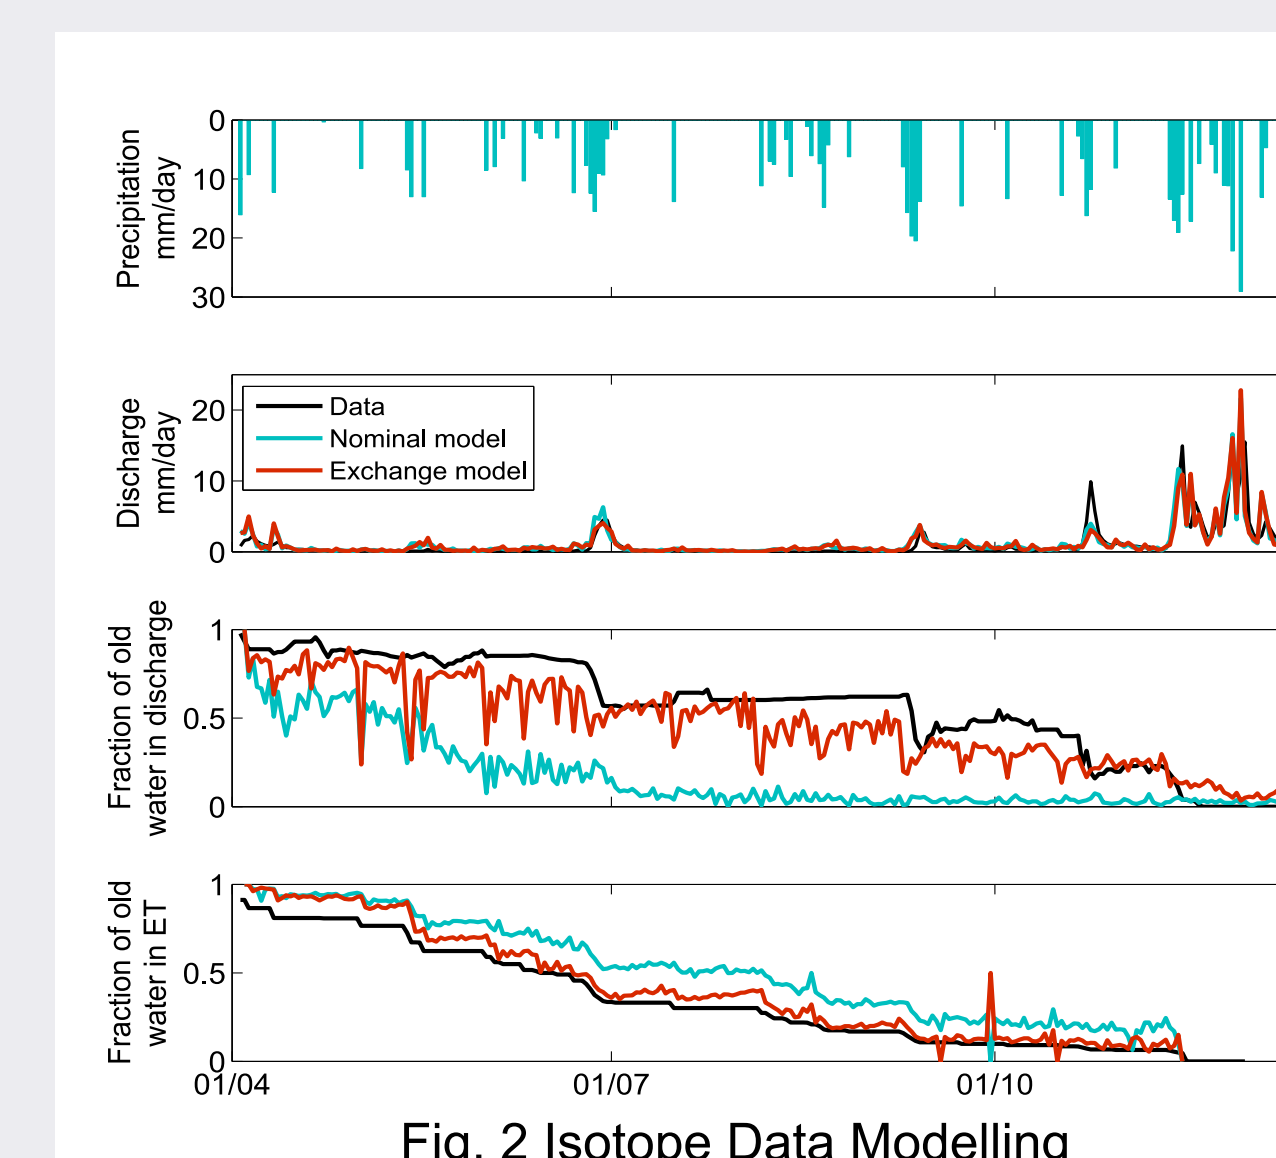 Precipitation
mm/day
0
10
20
30
Discharge
mm/day
20
10
0
Data
Nominal model
Exchange model
Fraction of old
water in discharge
1
0.5
0
Fraction of old
water in ET
1
0.5
0
01/04 01/07 01/10
Fig. 2 Isotope Data Modelling